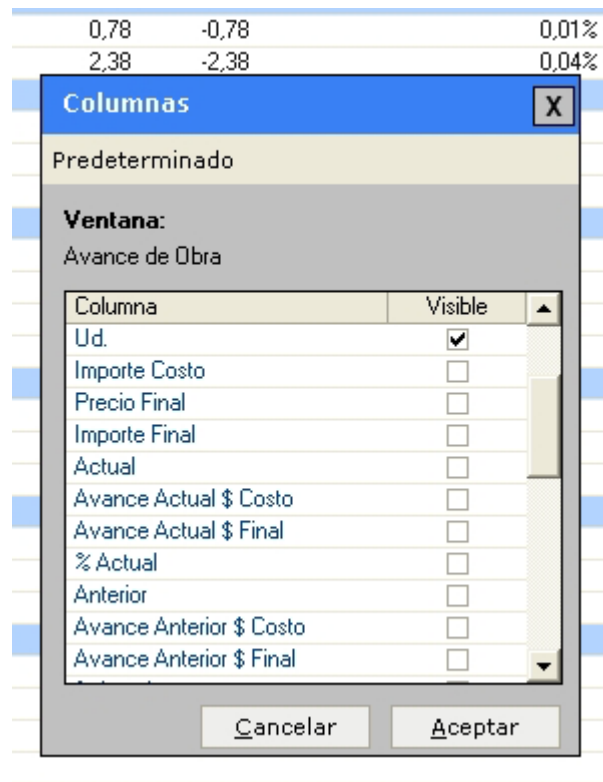 0,78 -0,78 0,01%
2,38 -2,38 0,04%
Columnas X
Predeterminado
Ventana:
Avance de Obra
Columna Visible
Ud.
Importe Costo
Precio Final
Importe Final
Actual
Avance Actual $ Costo
Avance Actual $ Final
% Actual
Anterior
Avance Anterior $ Costo
Avance Anterior $ Final
Cancelar Aceptar